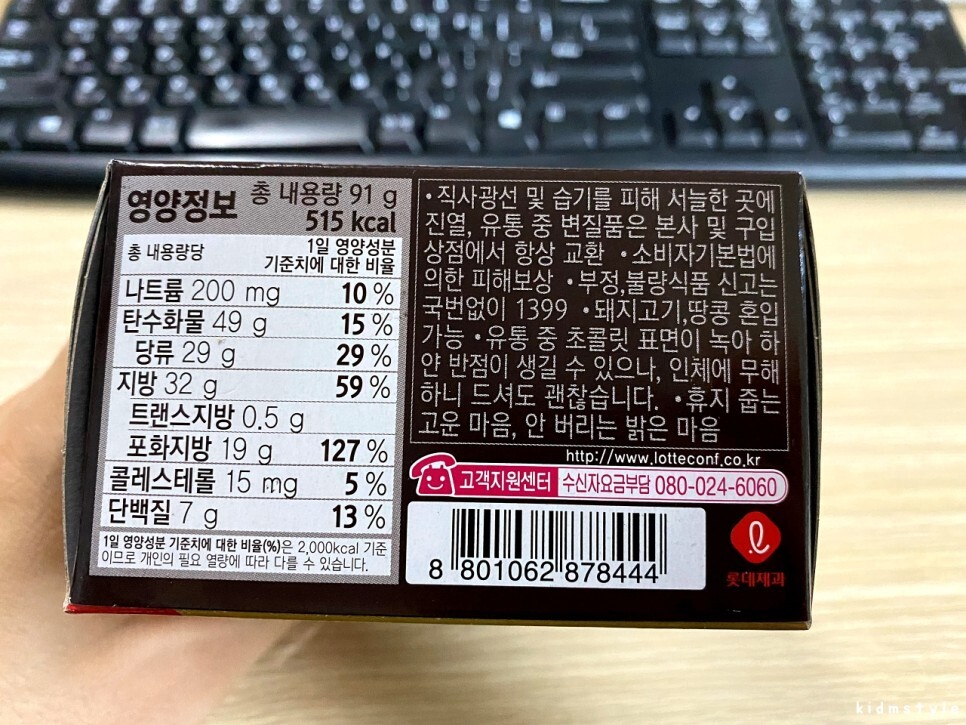 영양정보 총 내용량 91 g
515 kcal
총 내용량당 1일 영양성분
기준치에 대한 비율
나트륨 200 mg 10 %
탄수화물 49 g 15 %
당류 29 g 29 %
지방 32 g 59 %
트랜스지방 0.5 g
포화지방 19 g 127 %
콜레스테롤 15 mg 5 %
단백질 7 g 13 %
1일 영양성분 기준치에 대한 비율(%)은 2,000kcal 기준
이므로 개인의 필요 열량에 따라 다를 수 있습니다.
•직사광선 및 습기를 피해 서늘한 곳에
진열, 유통 중 변질품은 본사 및 구입
상점에서 항상 교환 •소비자기본법에
의한 피해보상 •부정,불량식품 신고는
국번없이 1399 •돼지고기,땅콩 혼입
가능 •유통 중 초콜릿 표면이 녹아 하
얀 반점이 생길 수 있으나, 인체에 무해
하니 드셔도 괜찮습니다. •휴지 줍는
고운 마음, 안 버리는 밝은 마음
http://www.lotteconf.co.kr
고객지원센터 수신자요금부담 080-024-6060
8 801062 878444
롯데제과
kidmstyle